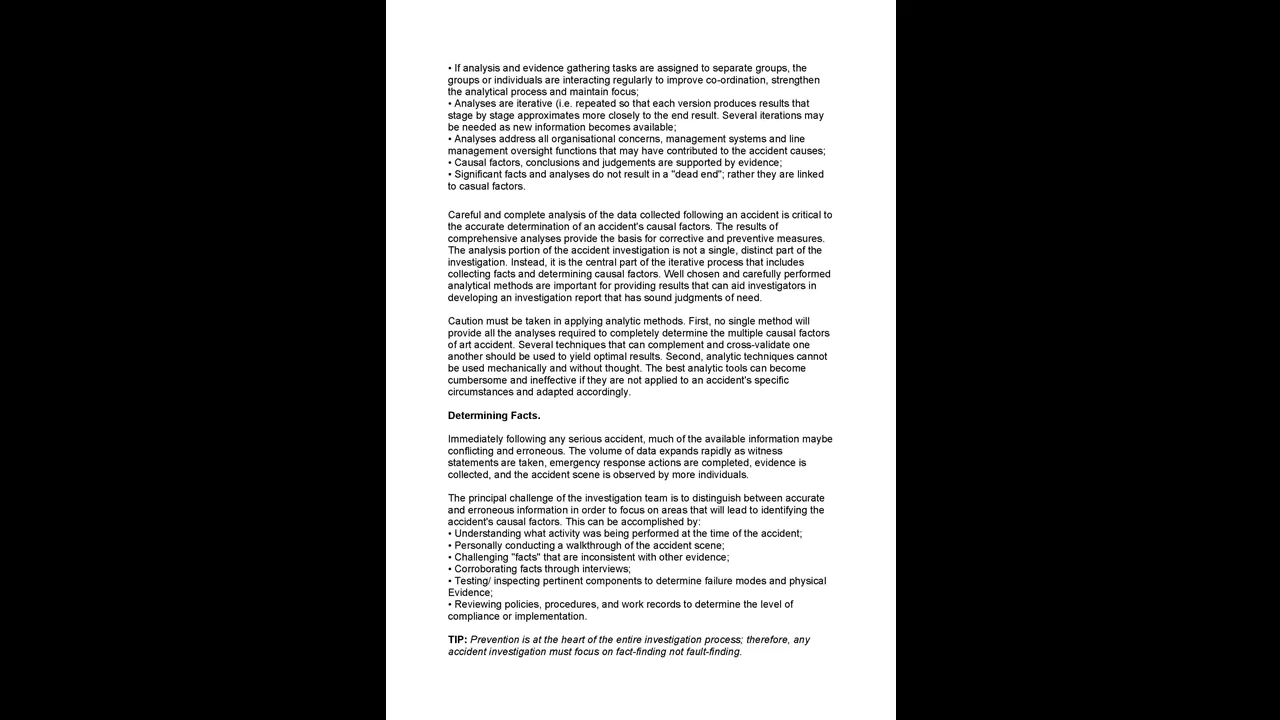 • If analysis and evidence gathering tasks are assigned to separate groups, the
groups or individuals are interacting regularly to improve co-ordination, strengthen
the analytical process and maintain focus;
• Analyses are iterative (i.e. repeated so that each version produces results that
stage by stage approximates more closely to the end result. Several iterations may
be needed as new information becomes available;
• Analyses address all organisational concerns, management systems and line
management oversight functions that may have contributed to the accident causes;
• Causal factors, conclusions and judgements are supported by evidence;
• Significant facts and analyses do not result in a "dead end"; rather they are linked
to casual factors.
Careful and complete analysis of the data collected following an accident is critical to
the accurate determination of an accident's causal factors. The results of
comprehensive analyses provide the basis for corrective and preventive measures.
The analysis portion of the accident investigation is not a single, distinct part of the
investigation. Instead, it is the central part of the iterative process that includes
collecting facts and determining causal factors. Well chosen and carefully performed
analytical methods are important for providing results that can aid investigators in
developing an investigation report that has sound judgments of need.
Caution must be taken in applying analytic methods. First, no single method will
provide all the analyses required to completely determine the multiple causal factors
of art accident. Several techniques that can complement and cross-validate one
another should be used to yield optimal results. Second, analytic techniques cannot
be used mechanically and without thought. The best analytic tools can become
cumbersome and ineffective if they are not applied to an accident's specific
circumstances and adapted accordingly.
Determining Facts.
Immediately following any serious accident, much of the available information maybe
conflicting and erroneous. The volume of data expands rapidly as witness
statements are taken, emergency response actions are completed, evidence is
collected, and the accident scene is observed by more individuals.
The principal challenge of the investigation team is to distinguish between accurate
and erroneous information in order to focus on areas that will lead to identifying the
accident's causal factors. This can be accomplished by:
• Understanding what activity was being performed at the time of the accident;
• Personally conducting a walkthrough of the accident scene;
• Challenging "facts" that are inconsistent with other evidence;
• Corroborating facts through interviews;
• Testing/ inspecting pertinent components to determine failure modes and physical
Evidence;
• Reviewing policies, procedures, and work records to determine the level of
compliance or implementation.
TIP: Prevention is at the heart of the entire investigation process; therefore, any
accident investigation must focus on fact-finding not fault-finding.